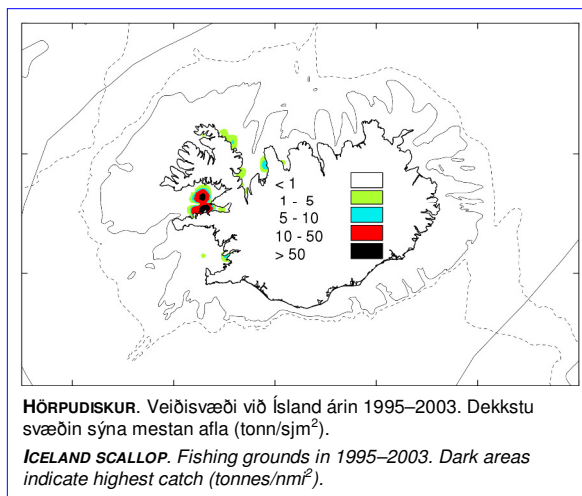 < 1
1 - 5
5 - 10
10 - 50
> 50
HÖRPUDISKUR. Veiðisvæði við Ísland árin 1995–2003. Dekkstu
svæðin sýna mestan afla (tonn/sjm²).
ICELAND SCALLOP. Fishing grounds in 1995–2003. Dark areas
indicate highest catch (tonnes/nmi²).